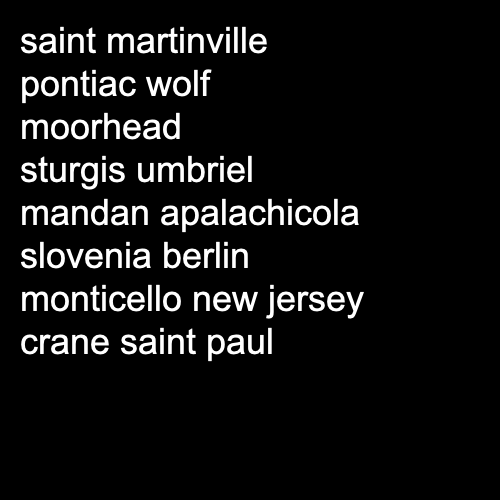 saint martinville
pontiac wolf
moorhead
sturgis umbriel
mandan apalachicola
slovenia berlin
monticello new jersey
crane saint paul